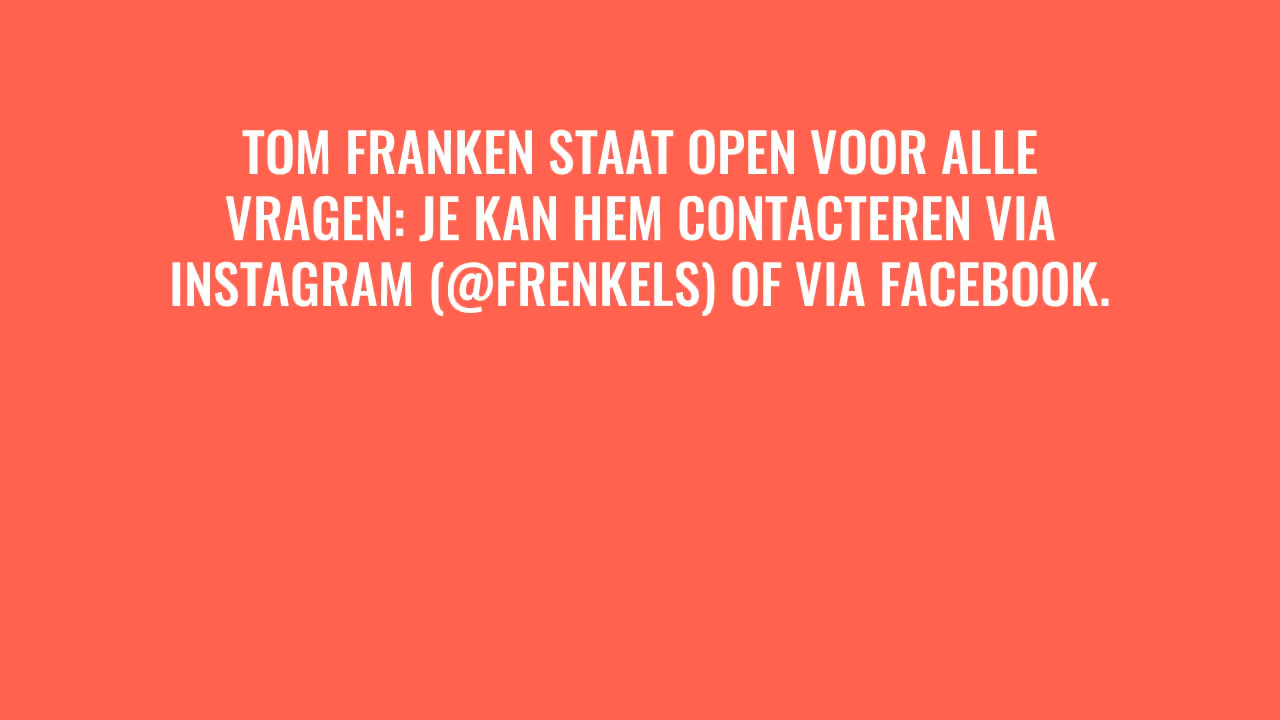 TOM FRANKEN STAAT OPEN VOOR ALLE
VRAGEN: JE KAN HEM CONTACTEREN VIA
INSTAGRAM (@FRENKELS) OF VIA FACEBOOK.